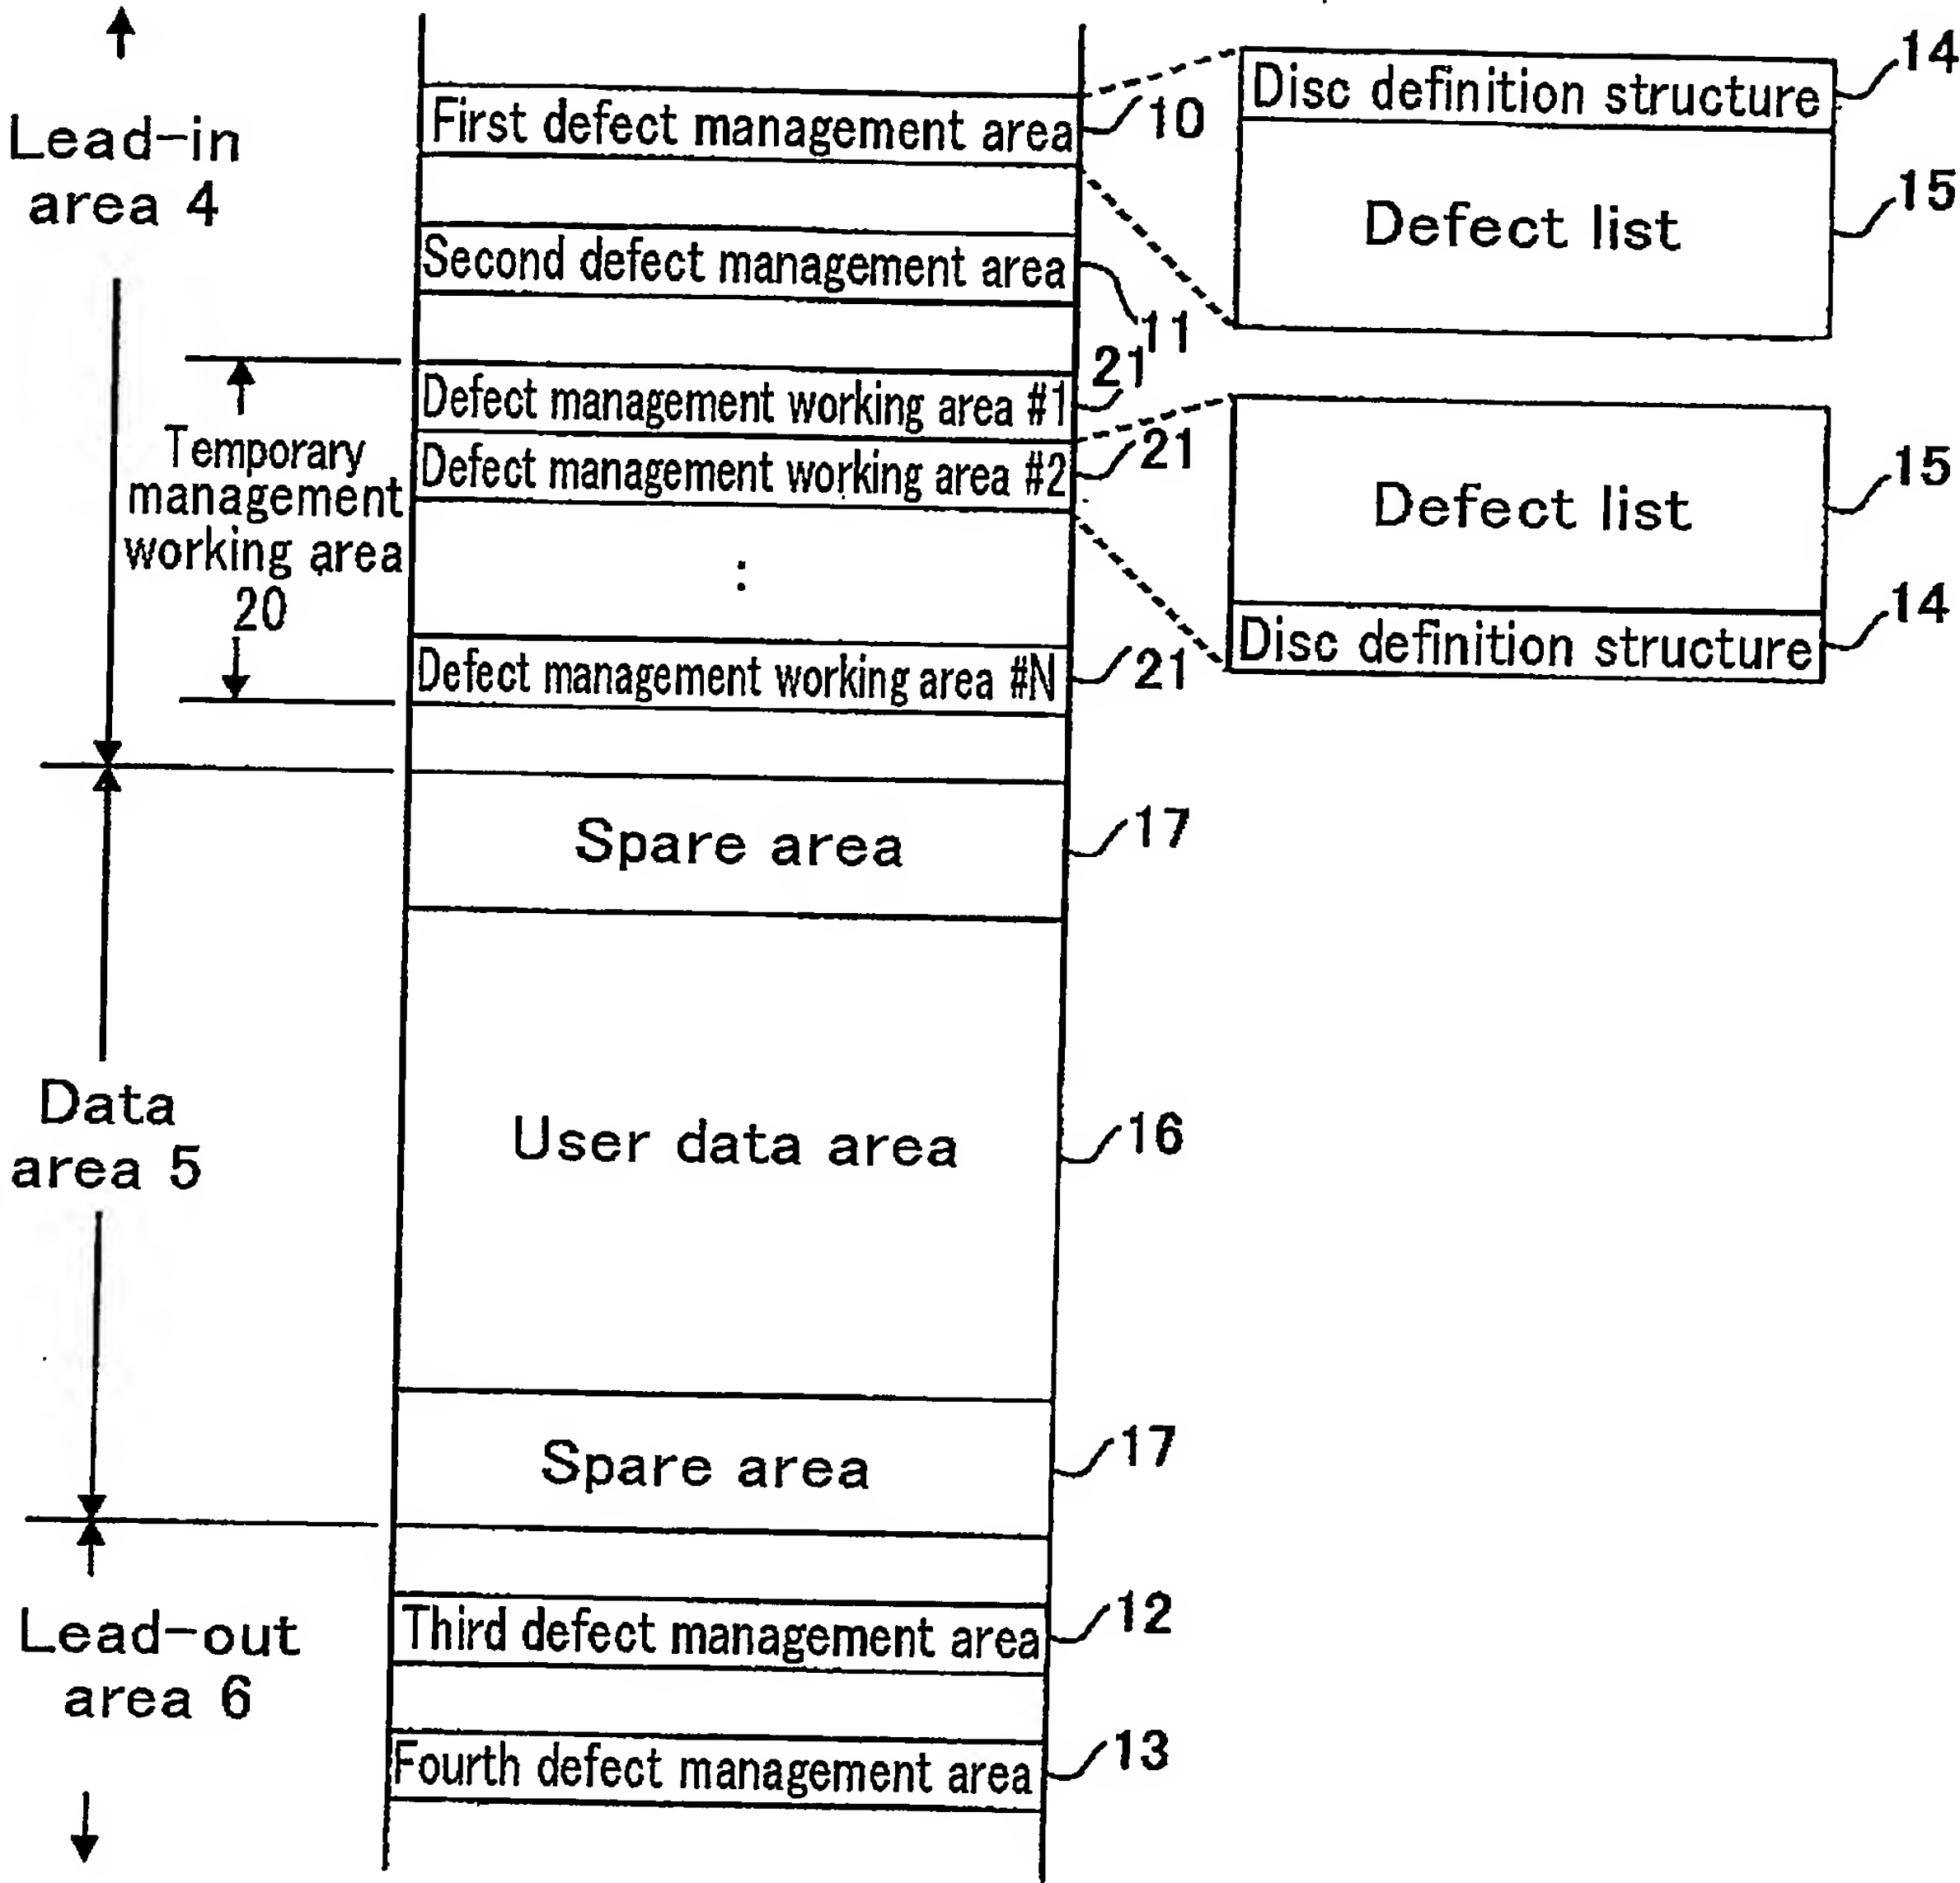 Lead-in
area 4
First defect management area
10
Disc definition structure
14
Defect list
15
Second defect management area
11
Temporary
management
working area
20
Defect management working area #1
21
Defect management working area #2
21
:
Defect management working area #N
21
Defect list
15
Disc definition structure
14
Data
area 5
Spare area
17
User data area
16
Spare area
17
Lead-out
area 6
Third defect management area
12
Fourth defect management area
13